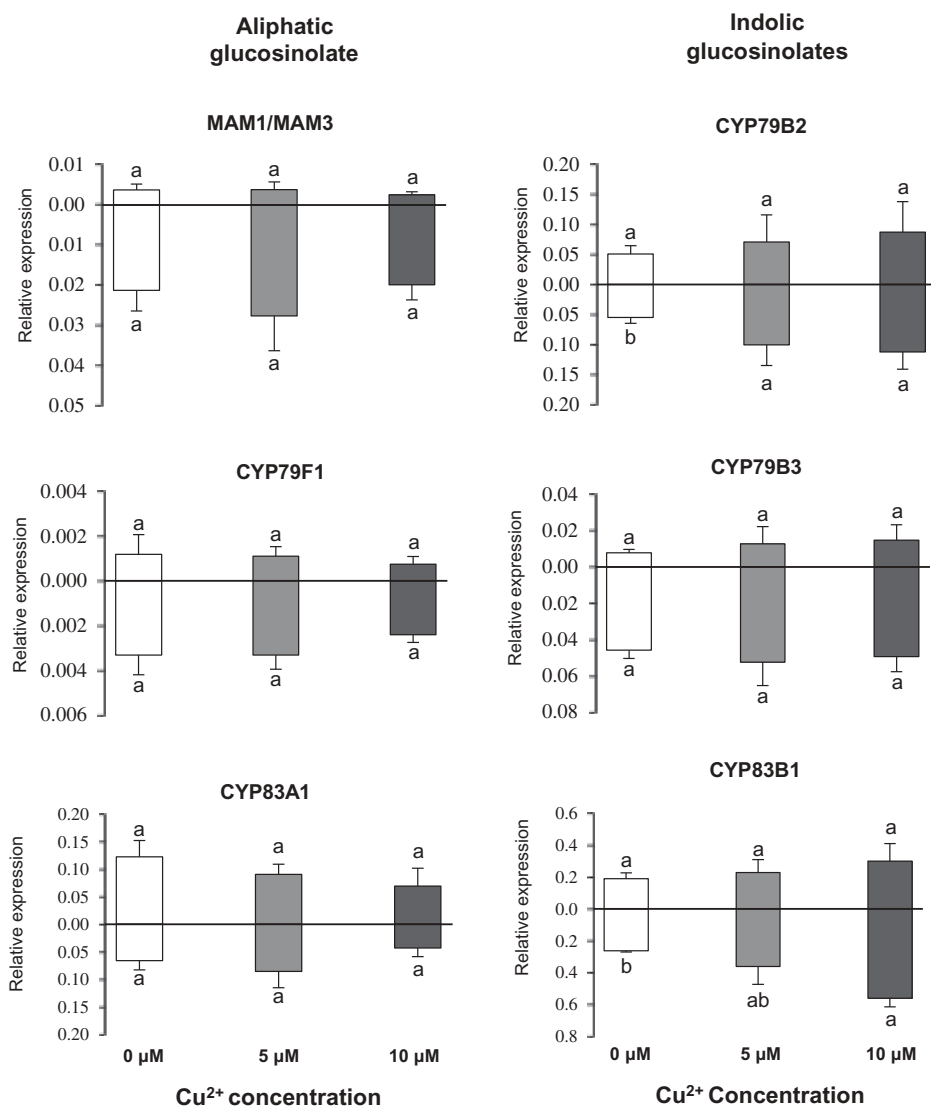 Aliphatic
glucosinolate
Indolic
glucosinolates
MAM1/MAM3
Relative expression
0.01
0.00
0.01
0.02
0.03
0.04
0.05
a
a
a
a
a
a
CYP79B2
Relative expression
0.20
0.15
0.10
0.05
0.00
0.05
0.10
0.15
0.20
a
a
a
b
a
a
CYP79F1
Relative expression
0.004
0.002
0.000
0.002
0.004
0.006
a
a
a
a
a
a
CYP79B3
Relative expression
0.04
0.02
0.00
0.02
0.04
0.06
0.08
a
a
a
a
a
a
CYP83A1
Relative expression
0.20
0.15
0.10
0.05
0.00
0.05
0.10
0.15
0.20
a
a
a
a
a
a
0 µM
5 µM
10 µM
Cu²⁺ concentration
CYP83B1
Relative expression
0.6
0.4
0.2
0.0
0.2
0.4
0.6
0.8
a
a
a
b
ab
a
0 µM
5 µM
10 µM
Cu²⁺ Concentration